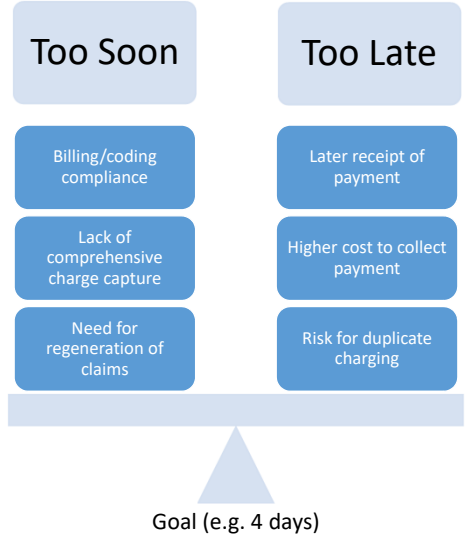 Too Soon
Too Late
Billing/coding
compliance
Later receipt of
payment
Lack of
comprehensive
charge capture
Higher cost to collect
payment
Need for
regeneration of
claims
Risk for duplicate
charging
Goal (e.g. 4 days)